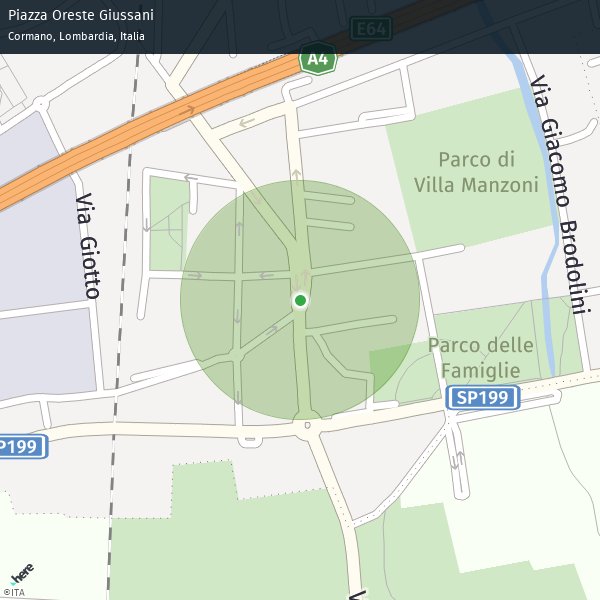 Piazza Oreste Giussani
Cormano, Lombardia, Italia
E64
A4
Via Giacomo Brodolini
Parco di
Villa Manzoni
Via Giotto
Parco delle
Famiglie
SP199
P199
here
©ITA